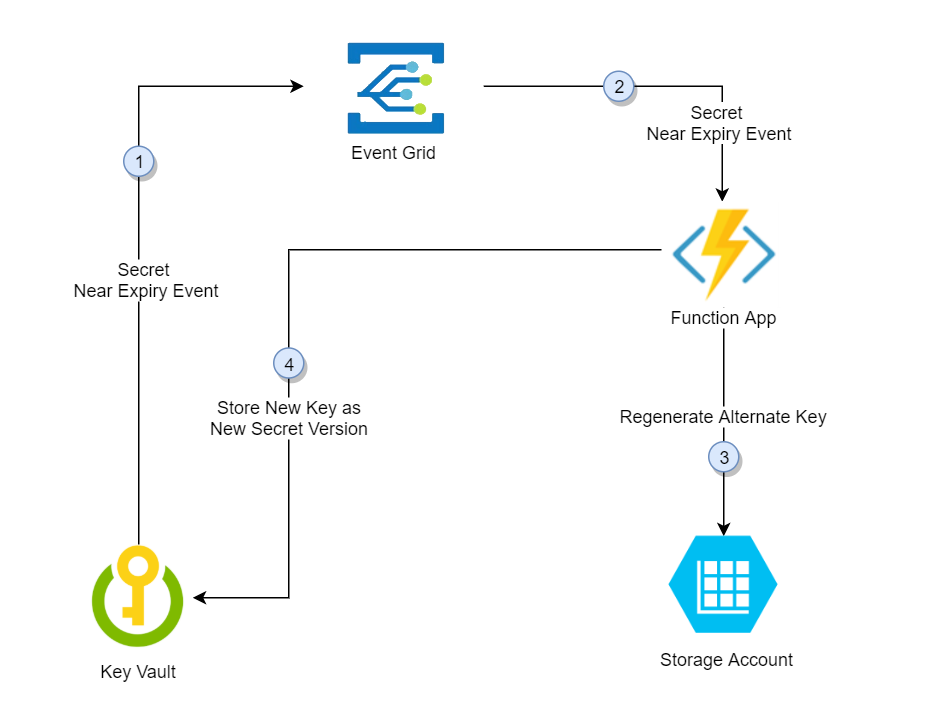 Event Grid
1
2
Secret
Near Expiry Event
Secret
Near Expiry Event
Function App
4
Store New Key as
New Secret Version
Regenerate Alternate Key
3
Key Vault
Storage Account